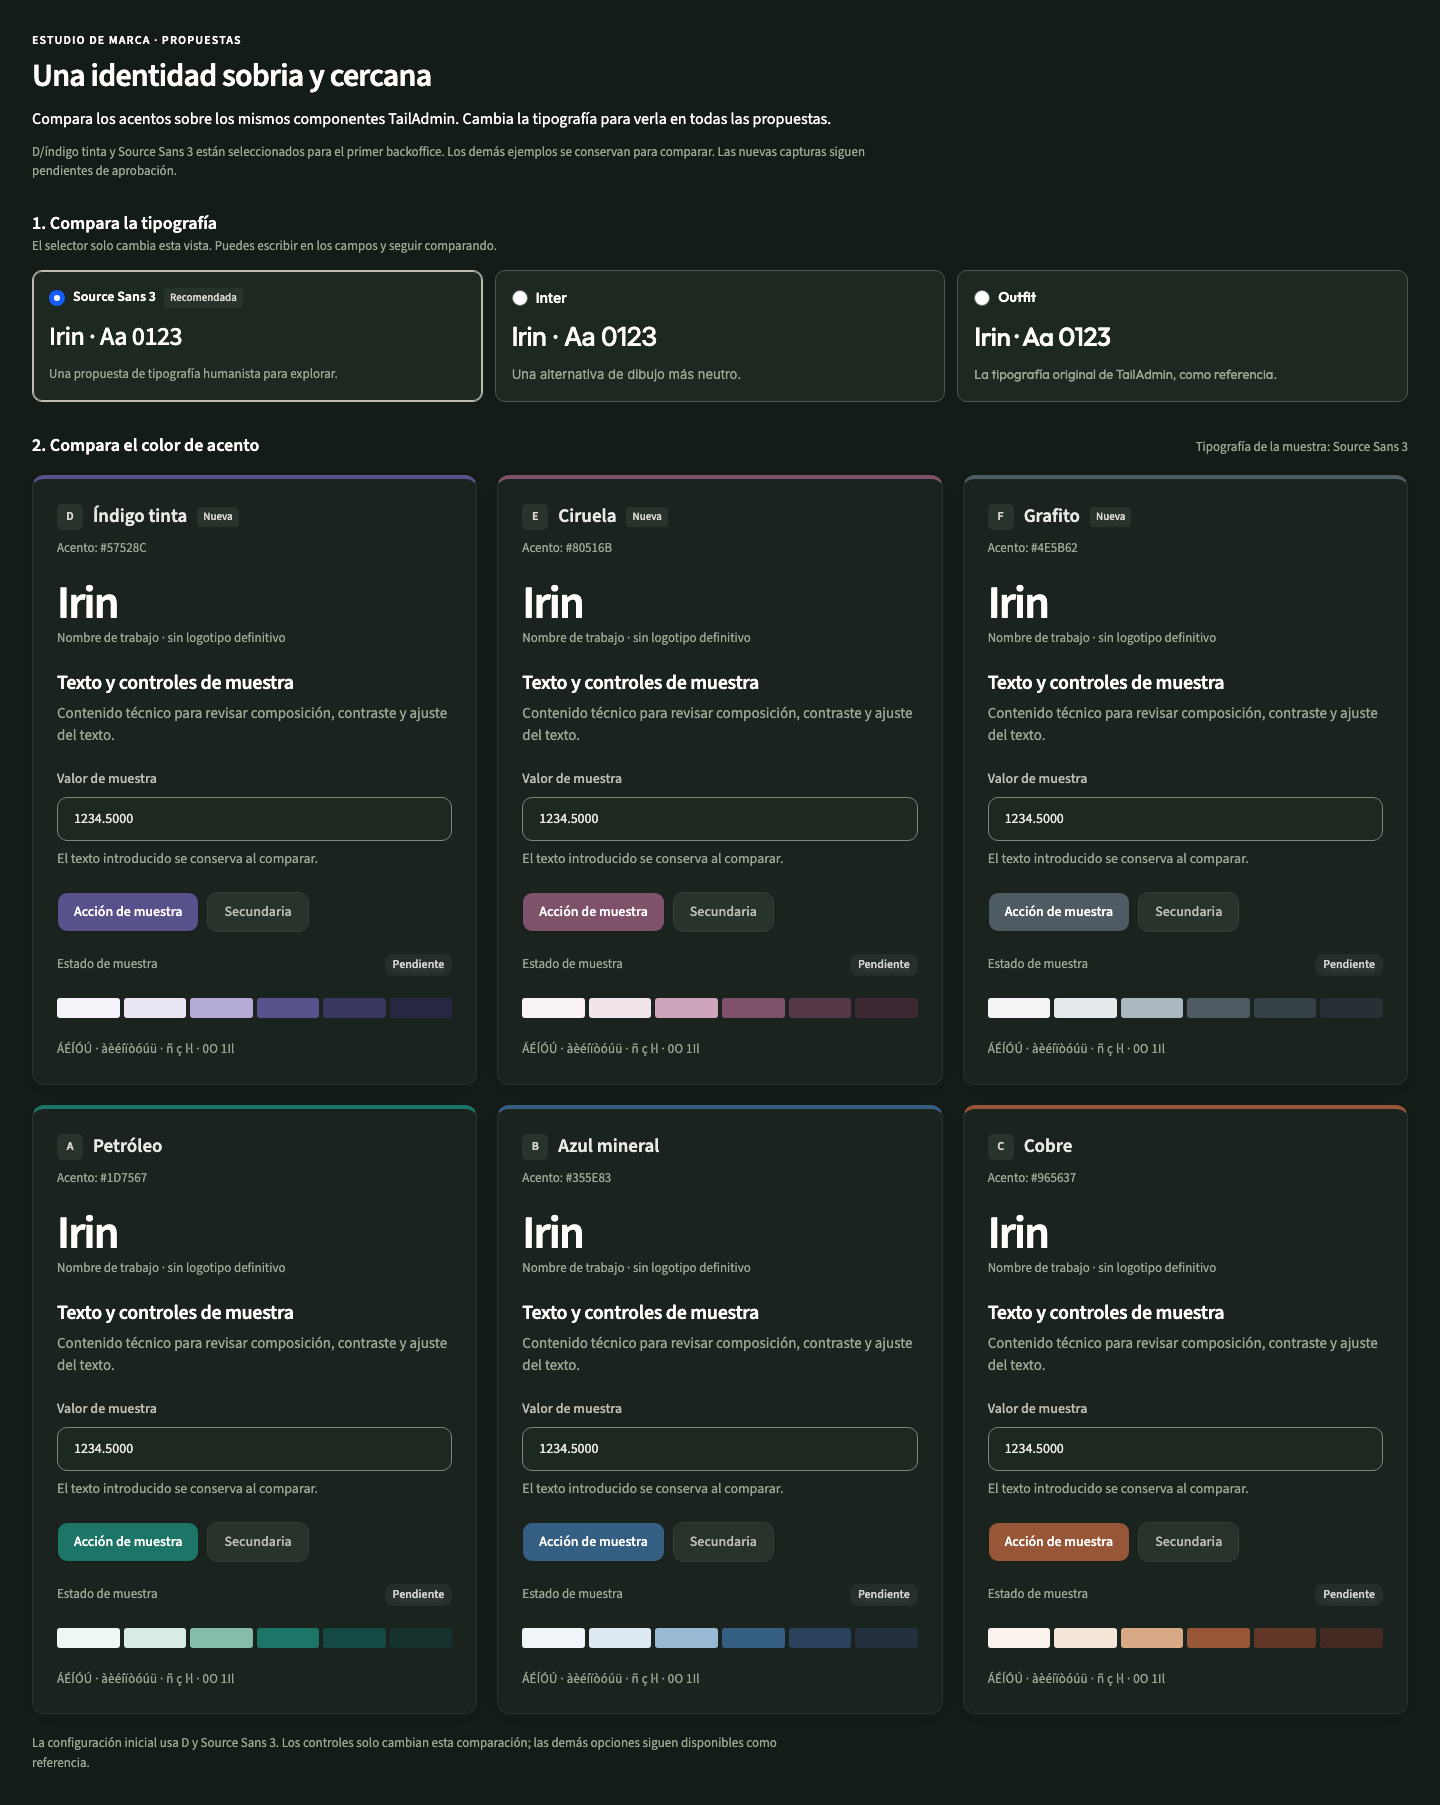 ESTUDIO DE MARCA · PROPUESTAS
Una identidad sobria y cercana
Compara los acentos sobre los mismos componentes TailAdmin. Cambia la tipografía para verla en todas las propuestas.
D/índigo tinta y Source Sans 3 están seleccionados para el primer backoffice. Los demás ejemplos se conservan para comparar. Las nuevas capturas siguen
pendientes de aprobación.
1. Compara la tipografía
El selector solo cambia esta vista. Puedes escribir en los campos y seguir comparando.
Source Sans 3 Recomendada
Irin · Aa 0123
Una propuesta de tipografía humanista para explorar.
Inter
Irin · Aa 0123
Una alternativa de dibujo más neutro.
Outfit
Irin · Aa 0123
La tipografía original de TailAdmin, como referencia.
2. Compara el color de acento
Tipografía de la muestra: Source Sans 3
D Índigo tinta Nueva
Acento: #57528C
Irin
Nombre de trabajo · sin logotipo definitivo
Texto y controles de muestra
Contenido técnico para revisar composición, contraste y ajuste
del texto.
Valor de muestra
1234.5000
El texto introducido se conserva al comparar.
Acción de muestra Secundaria
Estado de muestra Pendiente
ÁÉÍÓÚ · àèéíïòóúü · ñ ç ŀl · 0O 1Il
E Ciruela Nueva
Acento: #80516B
Irin
Nombre de trabajo · sin logotipo definitivo
Texto y controles de muestra
Contenido técnico para revisar composición, contraste y ajuste
del texto.
Valor de muestra
1234.5000
El texto introducido se conserva al comparar.
Acción de muestra Secundaria
Estado de muestra Pendiente
ÁÉÍÓÚ · àèéíïòóúü · ñ ç ŀl · 0O 1Il
F Grafito Nueva
Acento: #4E5B62
Irin
Nombre de trabajo · sin logotipo definitivo
Texto y controles de muestra
Contenido técnico para revisar composición, contraste y ajuste
del texto.
Valor de muestra
1234.5000
El texto introducido se conserva al comparar.
Acción de muestra Secundaria
Estado de muestra Pendiente
ÁÉÍÓÚ · àèéíïòóúü · ñ ç ŀl · 0O 1Il
A Petróleo
Acento: #1D7567
Irin
Nombre de trabajo · sin logotipo definitivo
Texto y controles de muestra
Contenido técnico para revisar composición, contraste y ajuste
del texto.
Valor de muestra
1234.5000
El texto introducido se conserva al comparar.
Acción de muestra Secundaria
Estado de muestra Pendiente
ÁÉÍÓÚ · àèéíïòóúü · ñ ç ŀl · 0O 1Il
B Azul mineral
Acento: #355E83
Irin
Nombre de trabajo · sin logotipo definitivo
Texto y controles de muestra
Contenido técnico para revisar composición, contraste y ajuste
del texto.
Valor de muestra
1234.5000
El texto introducido se conserva al comparar.
Acción de muestra Secundaria
Estado de muestra Pendiente
ÁÉÍÓÚ · àèéíïòóúü · ñ ç ŀl · 0O 1Il
C Cobre
Acento: #965637
Irin
Nombre de trabajo · sin logotipo definitivo
Texto y controles de muestra
Contenido técnico para revisar composición, contraste y ajuste
del texto.
Valor de muestra
1234.5000
El texto introducido se conserva al comparar.
Acción de muestra Secundaria
Estado de muestra Pendiente
ÁÉÍÓÚ · àèéíïòóúü · ñ ç ŀl · 0O 1Il
La configuración inicial usa D y Source Sans 3. Los controles solo cambian esta comparación; las demás opciones siguen disponibles como
referencia.